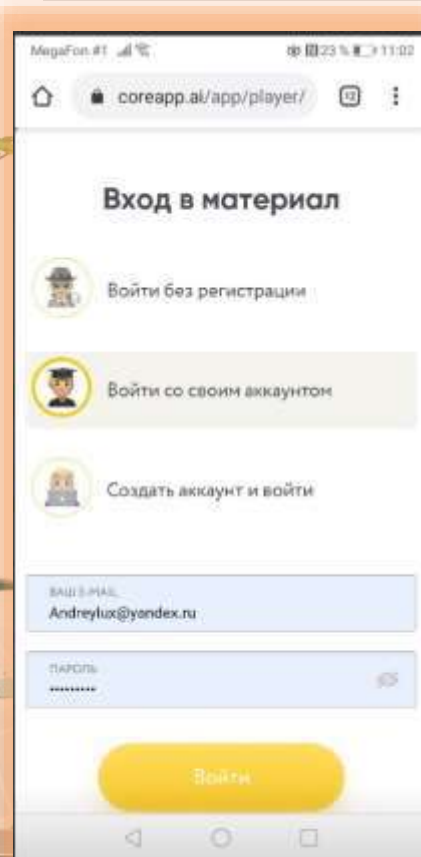 MegaFon #1 23 % 11:02
coreapp.ai/app/player/ 12
Вход в материал
Войти без регистрации
Войти со своим аккаунтом
Создать аккаунт и войти
ВАШ E-MAIL
Andreylux@yandex.ru
ПАРОЛЬ
•••••••••
Войти